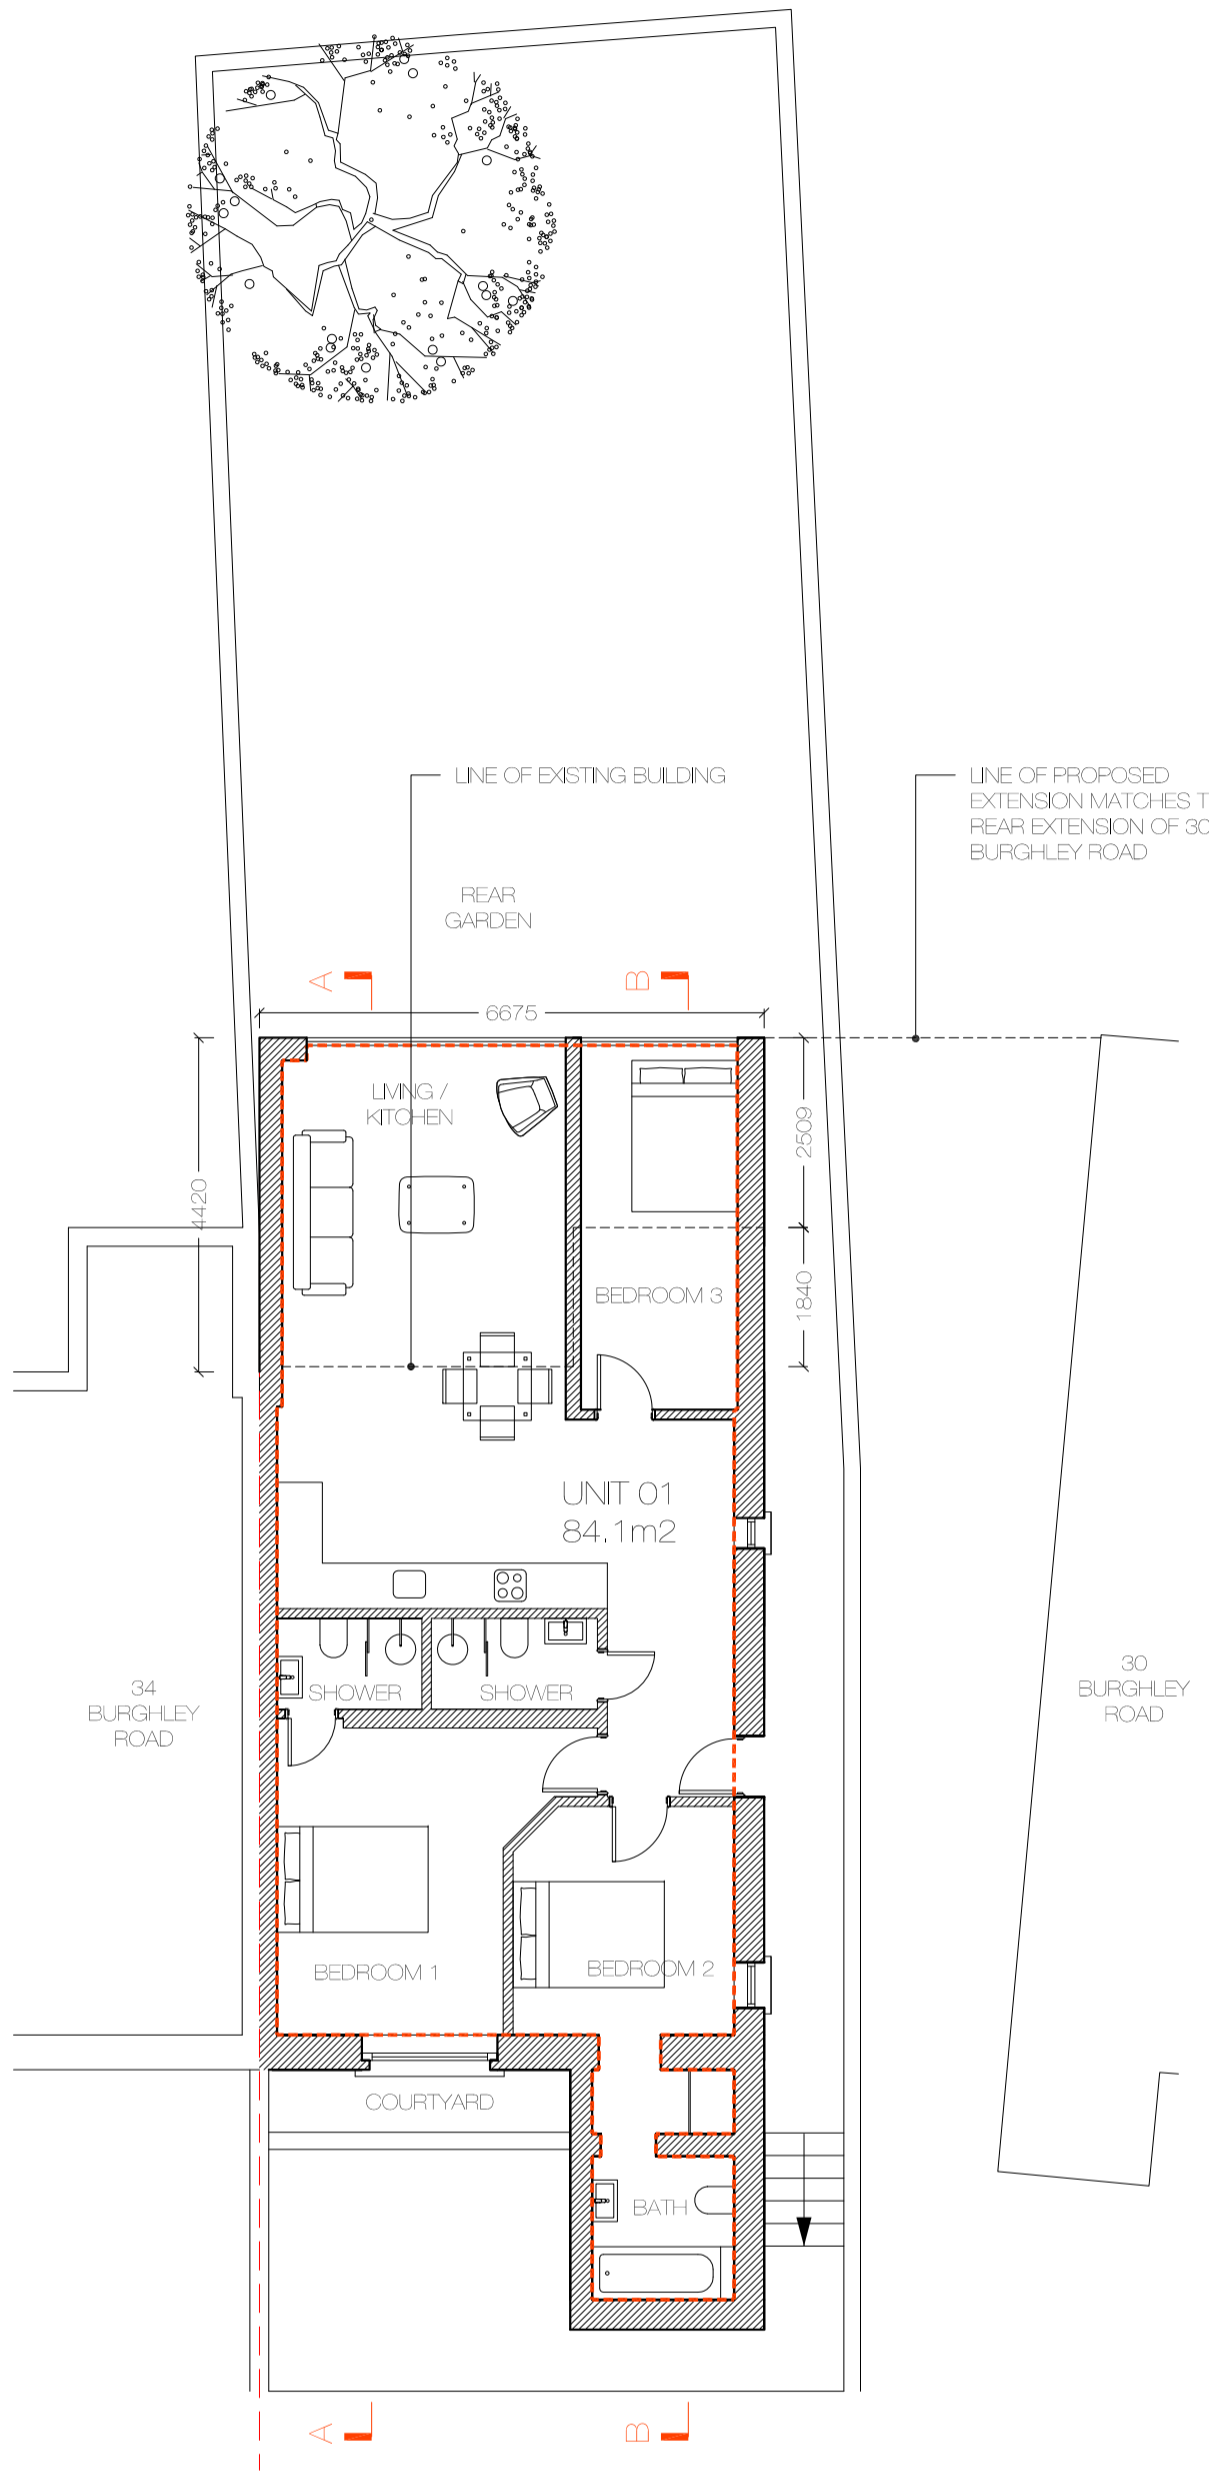 LINE OF EXISTING BUILDING
LINE OF PROPOSED
EXTENSION MATCHES T
REAR EXTENSION OF 30
BURGHLEY ROAD
REAR
GARDEN
A
B
6675
LIVING /
KITCHEN
2509
4420
1840
BEDROOM 3
UNIT 01
84.1m2
34
BURGHLEY
ROAD
SHOWER
SHOWER
30
BURGHLEY
ROAD
BEDROOM 1
BEDROOM 2
COURTYARD
BATH
A
B